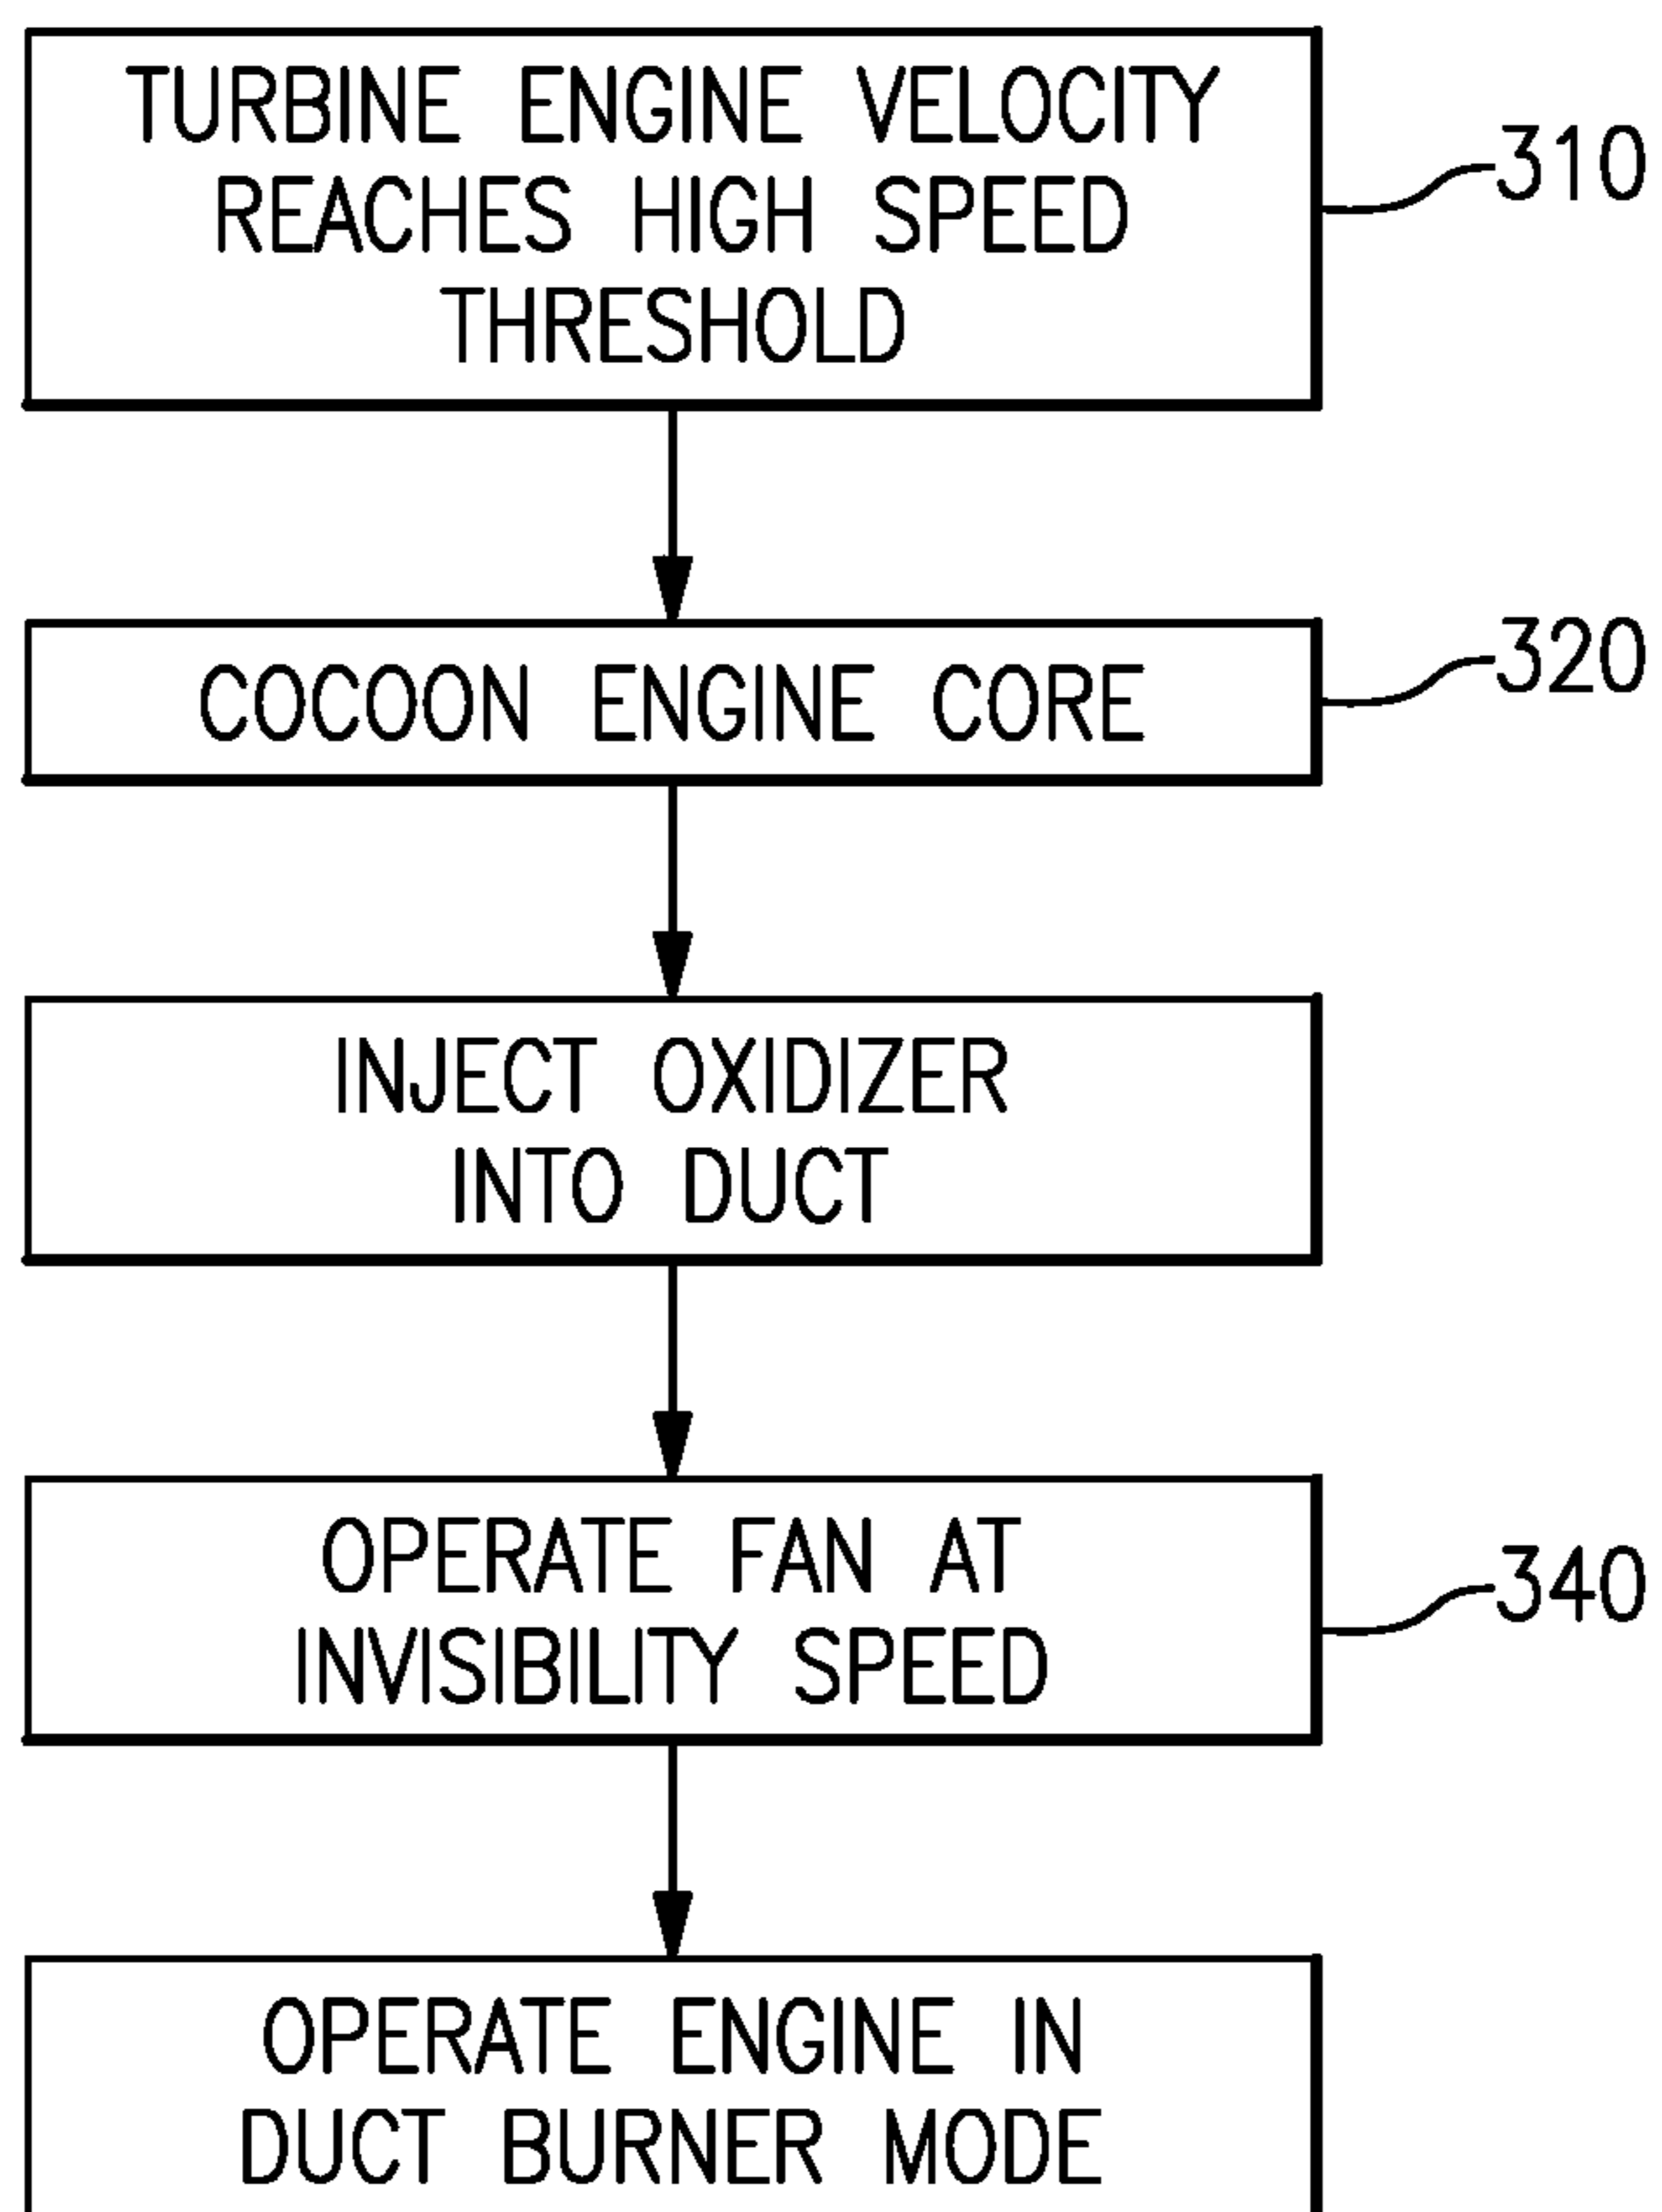 TURBINE ENGINE VELOCITY
REACHES HIGH SPEED
THRESHOLD
310
COCOON ENGINE CORE
320
INJECT OXIDIZER
INTO DUCT
OPERATE FAN AT
INVISIBILITY SPEED
340
OPERATE ENGINE IN
DUCT BURNER MODE